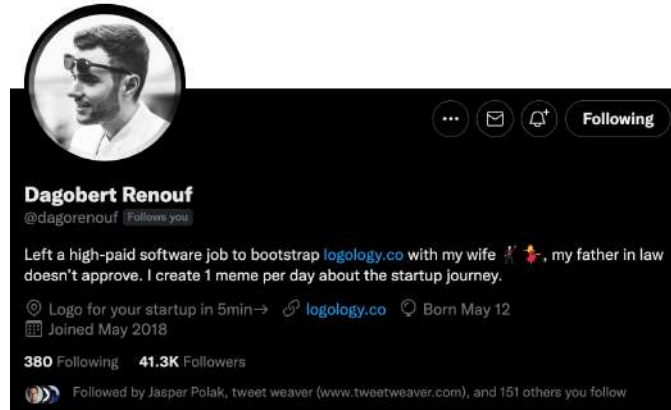 Following
Dagobert Renouf
@dagorenouf Follows you
Left a high-paid software job to bootstrap logology.co with my wife 🕺 💃, my father in law
doesn't approve. I create 1 meme per day about the startup journey.
Logo for your startup in 5min→ logology.co Born May 12
Joined May 2018
380 Following 41.3K Followers
Followed by Jasper Polak, tweet weaver (www.tweetweaver.com), and 151 others you follow